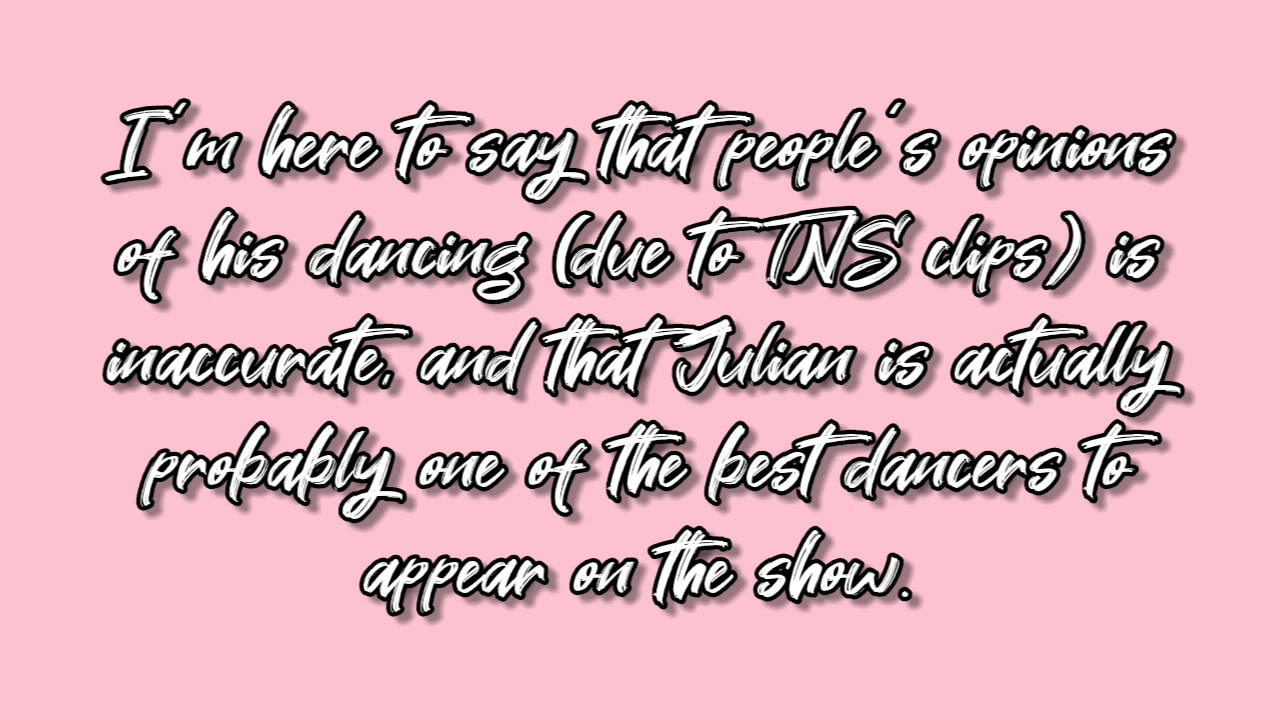 I'm here to say that people's opinions
of his dancing (due to TNS clips) is
inaccurate, and that Julian is actually
probably one of the best dancers to
appear on the show.